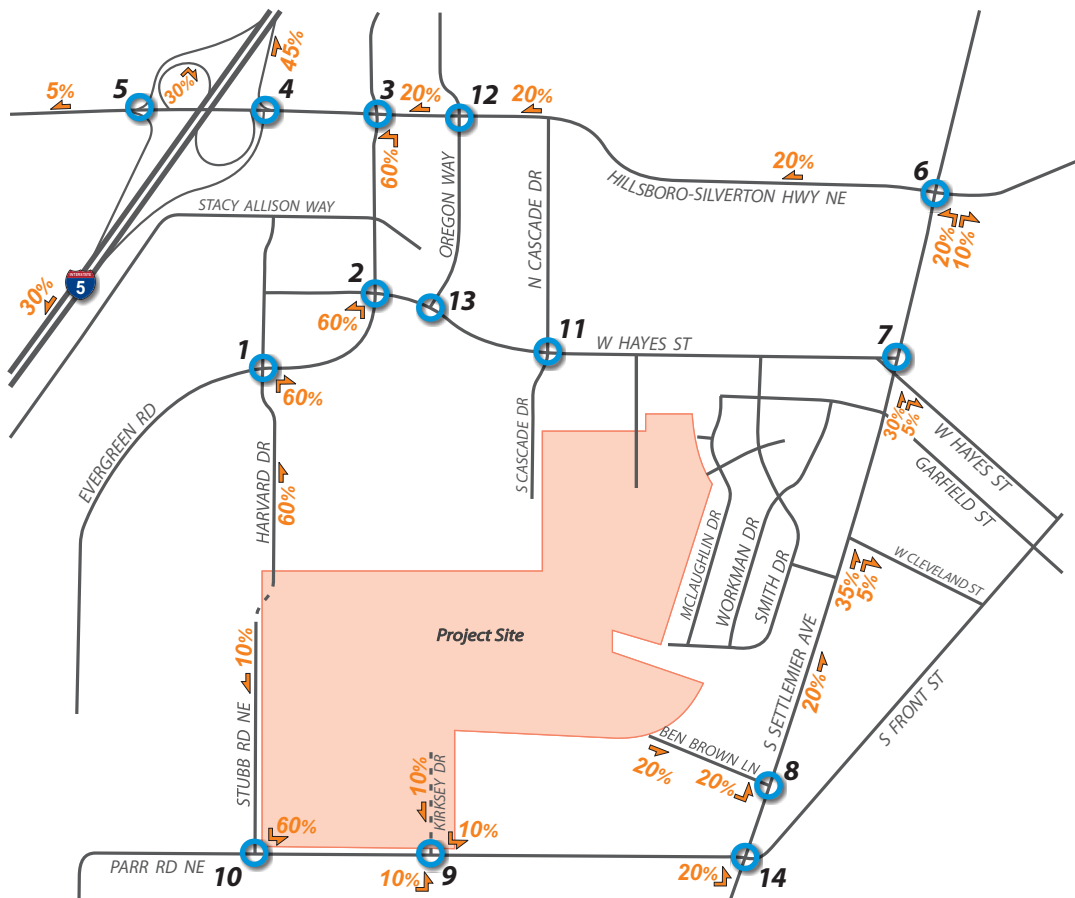 45%
5%
5
30%
4
3
20%
12
20%
60%
20%
6
HILLSBORO-SILVERTON HWY NE
20%
10%
STACY ALLISON WAY
OREGON WAY
N CASCADE DR
INTERSTATE
5
30%
2
13
60%
11
W HAYES ST
7
1
60%
30%
5%
W HAYES ST
GARFIELD ST
EVERGREEN RD
HARVARD DR
60%
S CASCADE DR
MCLAUGHLIN DR
WORKMAN DR
SMITH DR
35%
5%
W CLEVELAND ST
Project Site
10%
STUBB RD NE
20%
S SETTLEMIER AVE
S FRONT ST
BEN BROWN LN
20%
20%
8
10%
KIRKSEY DR
60%
10%
PARR RD NE
10
10%
9
20%
14